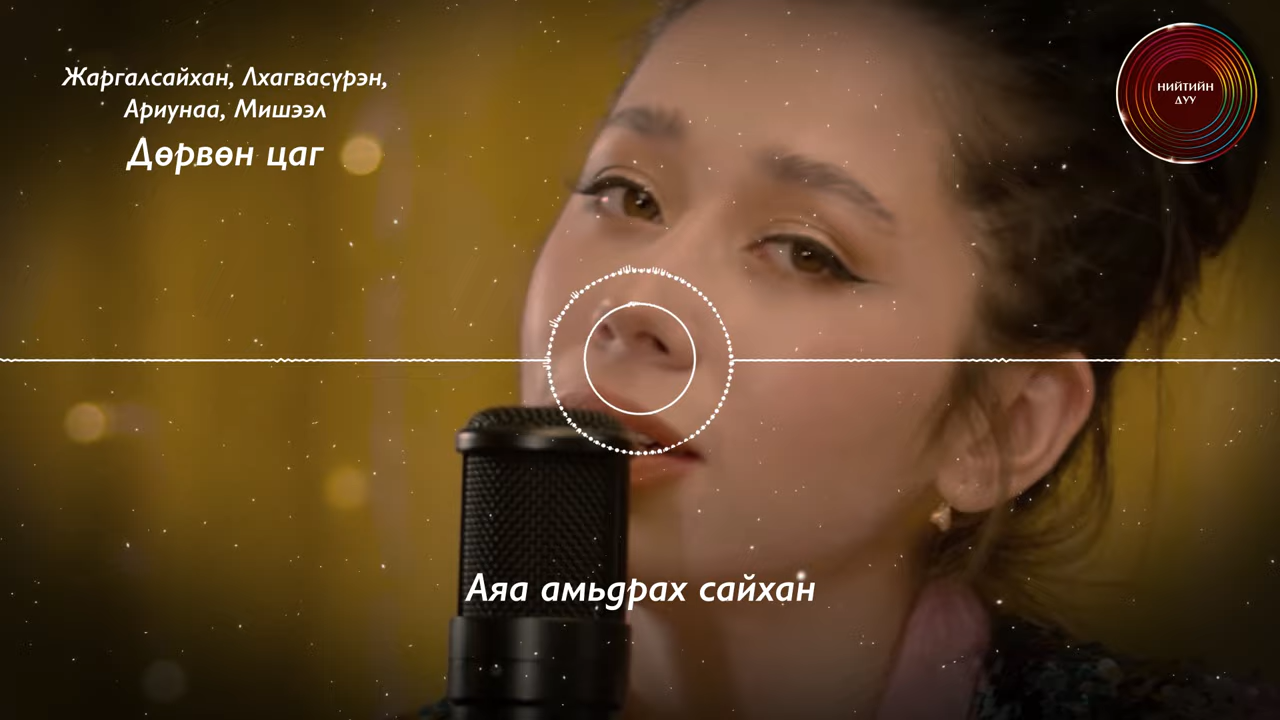 Жаргалсайхан, Лхагвасүрэн,
Ариунаа, Мишээл
Дөрвөн цаг
НИЙТИЙН
ДУУ
Аяа амьдрах сайхан